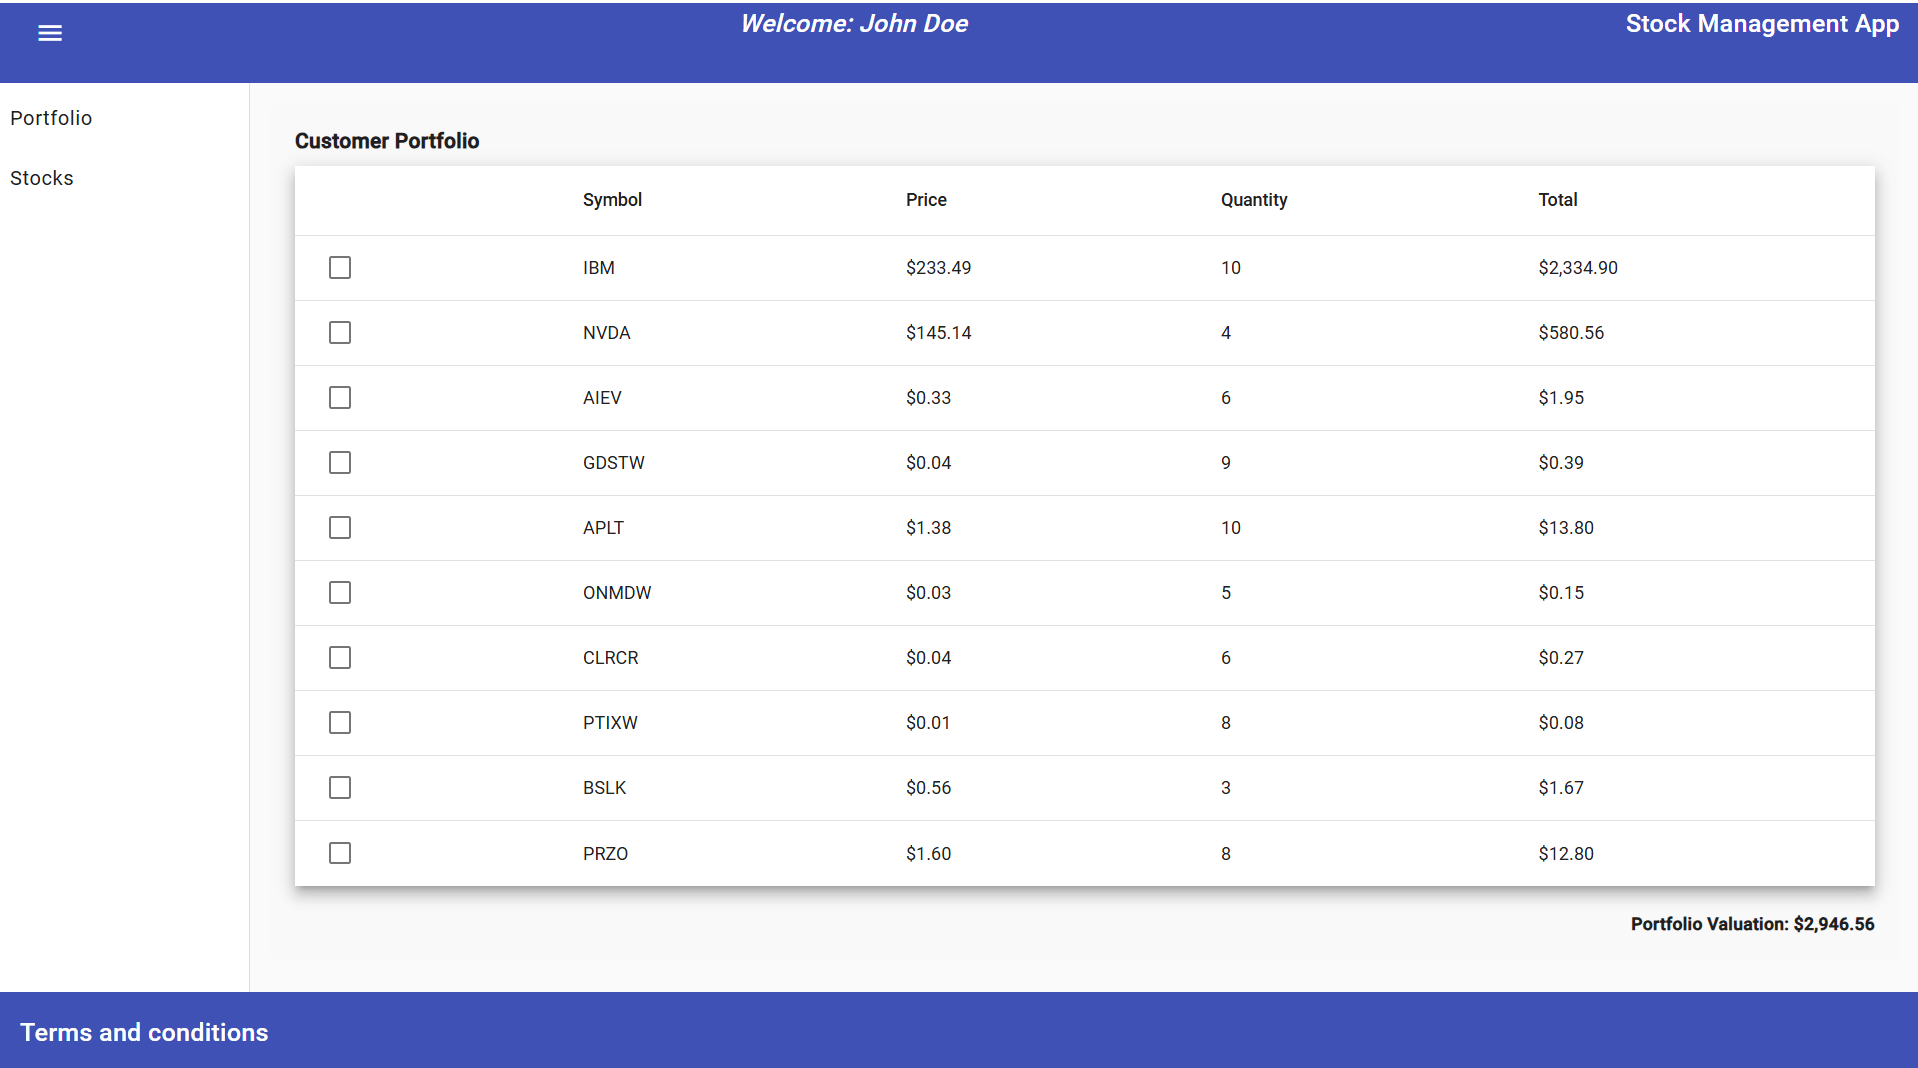 Welcome: John Doe
Stock Management App
Portfolio
Stocks
Customer Portfolio
Symbol Price Quantity Total
IBM $233.49 10 $2,334.90
NVDA $145.14 4 $580.56
AIEV $0.33 6 $1.95
GDSTW $0.04 9 $0.39
APLT $1.38 10 $13.80
ONMDW $0.03 5 $0.15
CLRCR $0.04 6 $0.27
PTIXW $0.01 8 $0.08
BSLK $0.56 3 $1.67
PRZO $1.60 8 $12.80
Portfolio Valuation: $2,946.56
Terms and conditions